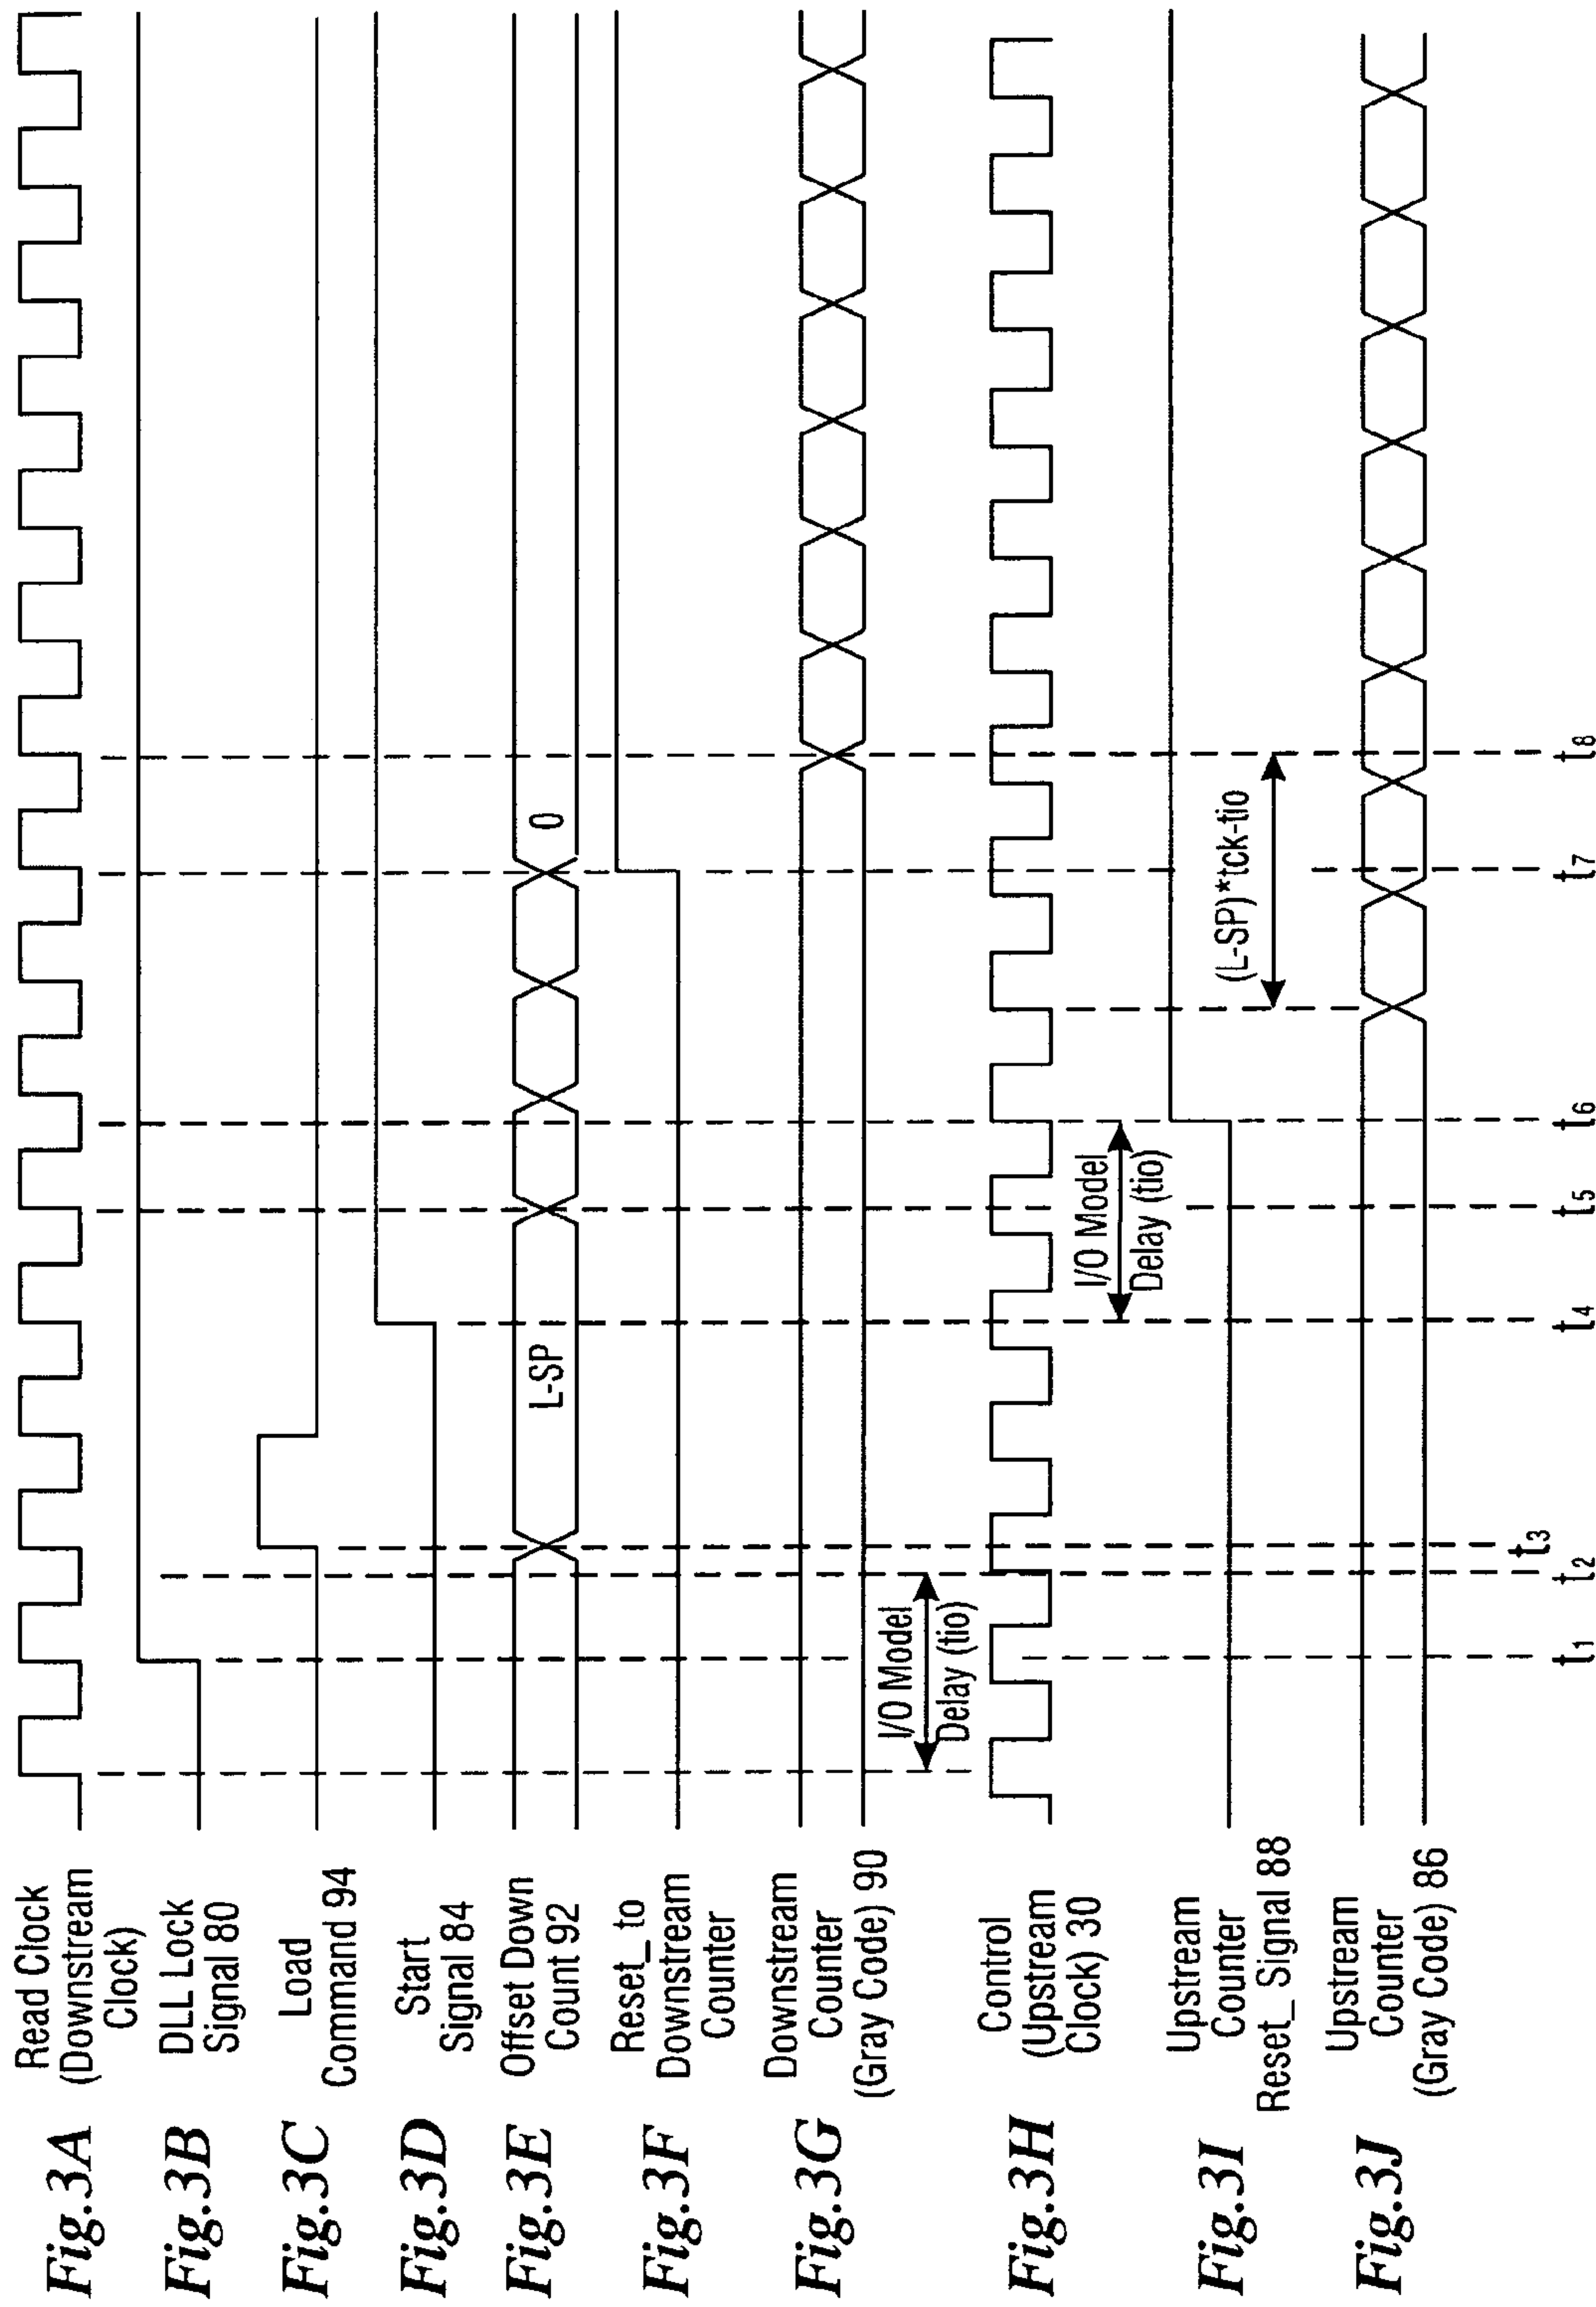 Fig.3A
Read Clock
(Downstream
Clock)
Fig.3B
DLL Lock
Signal 80
Fig.3C
Load
Command 94
Fig.3D
Start
Signal 84
Fig.3E
Offset Down
Count 92
L-SP
0
Fig.3F
Reset_to
Downstream
Counter
Fig.3G
Downstream
Counter
(Gray Code) 90
I/O Model
Delay (tio)
Fig.3H
Control
(Upstream
Clock) 30
I/O Model
Delay (tio)
Fig.3I
Upstream
Counter
Reset_Signal 88
(L-SP)*tck-tio
Fig.3J
Upstream
Counter
(Gray Code) 86
t1
t2
t3
t4
t5
t6
t7
t8